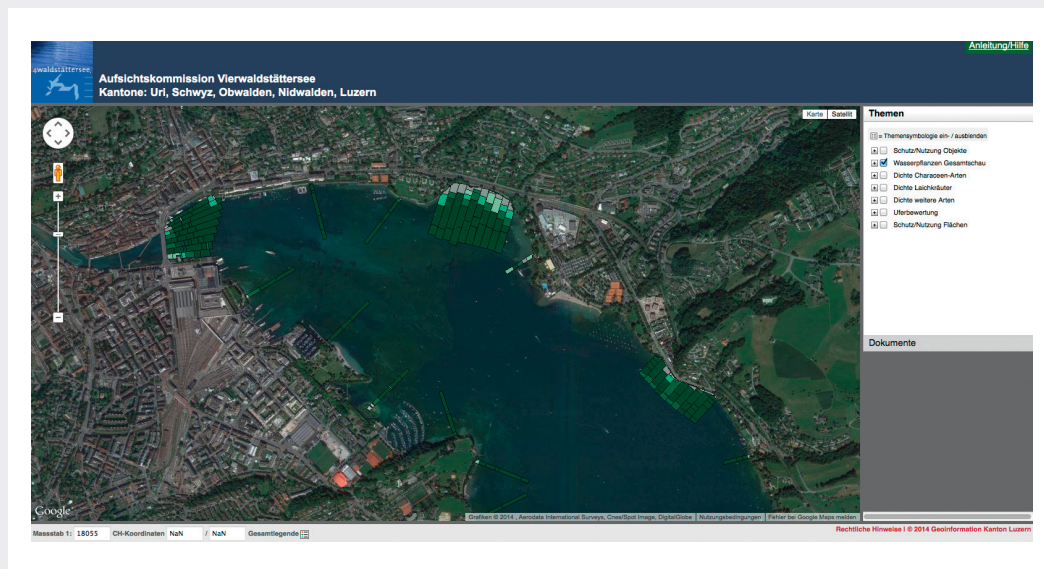 Anleitung/Hilfe
4waldstättersee
Aufsichtskommission Vierwaldstättersee
Kantone: Uri, Schwyz, Obwalden, Nidwalden, Luzern
Karte Satellit
Themen
= Themensymbologie ein- / ausblenden
Schutz/Nutzung Objekte
Wasserpflanzen Gesamtschau
Dichte Characeen-Arten
Dichte Laichkräuter
Dichte weitere Arten
Uferbewertung
Schutz/Nutzung Flächen
Dokumente
Google
Grafiken © 2014 , Aerodata International Surveys, Cnes/Spot Image, DigitalGlobe Nutzungsbedingungen Fehler bei Google Maps melden
Massstab 1: 18055 CH-Koordinaten NaN / NaN Gesamtlegende
Rechtliche Hinweise I © 2014 Geoinformation Kanton Luzern